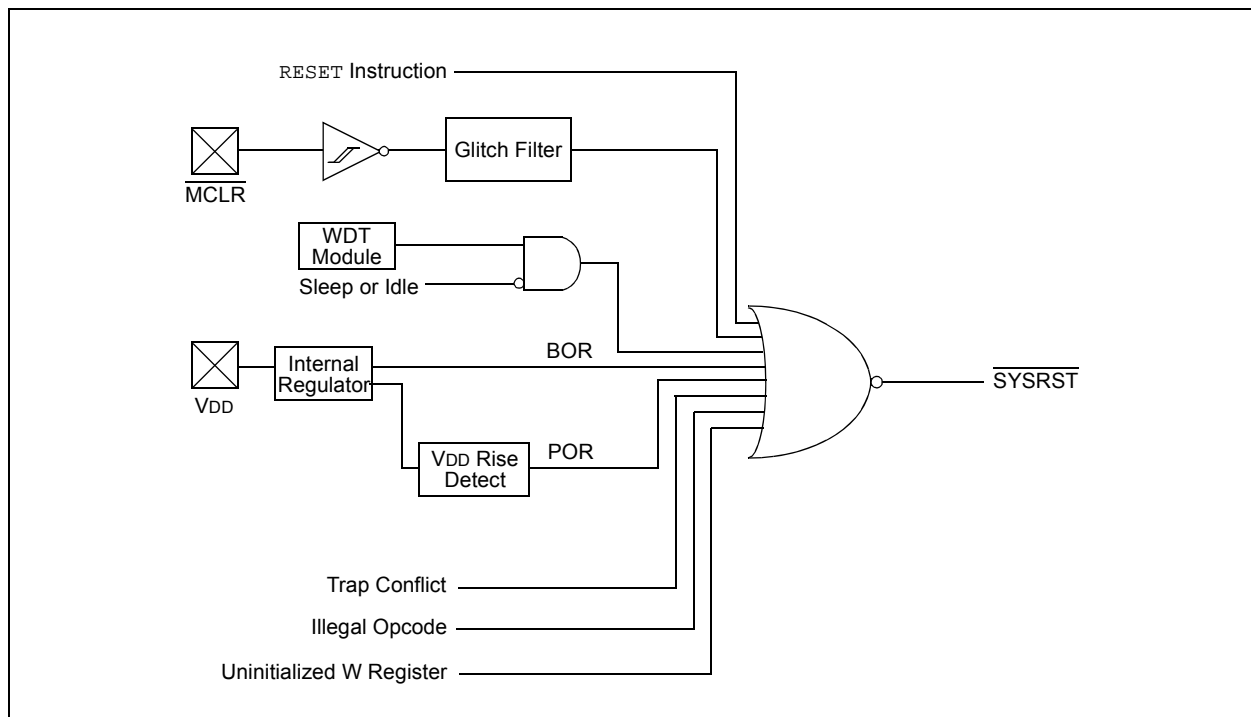 RESET Instruction
MCLR
Glitch Filter
WDT
Module
Sleep or Idle
VDD
Internal
Regulator
BOR
VDD Rise
Detect
POR
SYSRST
Trap Conflict
Illegal Opcode
Uninitialized W Register